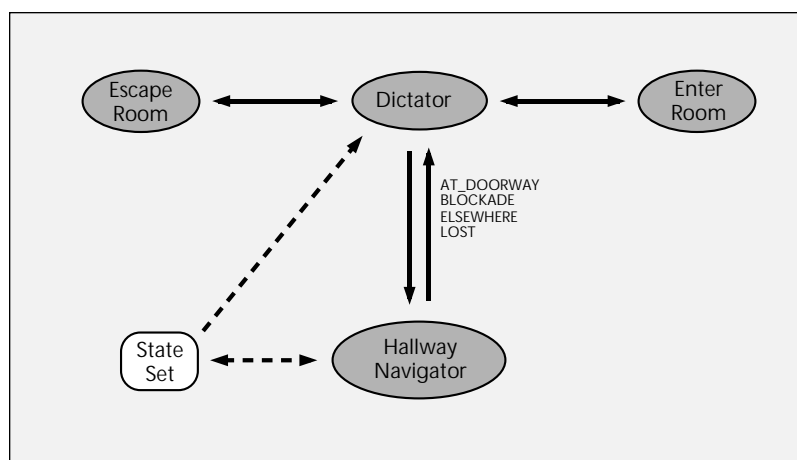 Escape
Room
Dictator
Enter
Room
AT_DOORWAY
BLOCKADE
ELSEWHERE
LOST
State
Set
Hallway
Navigator